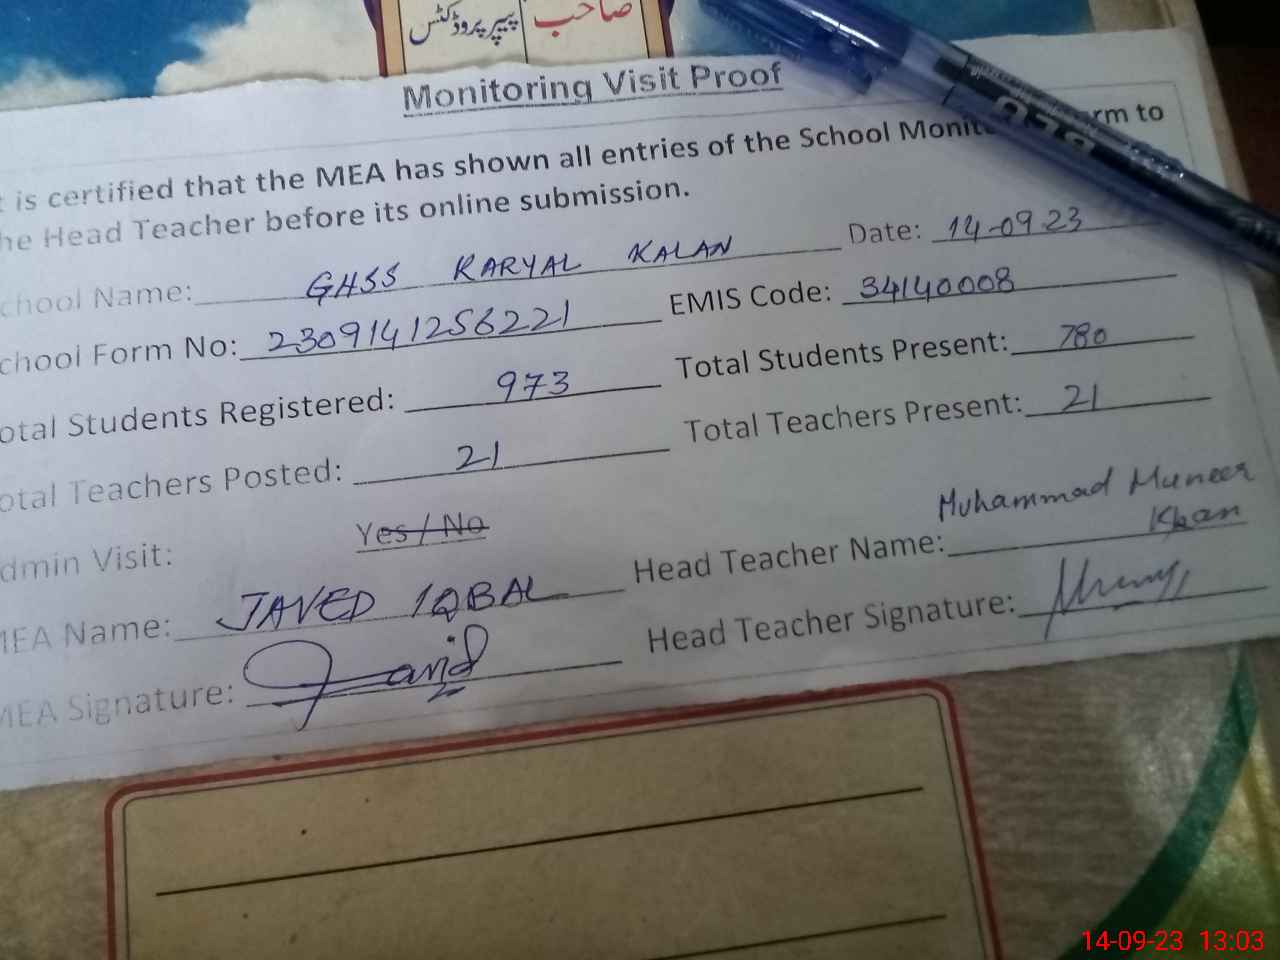 پیپر پروڈکٹس
صاحب
Monitoring Visit Proof
t is certified that the MEA has shown all entries of the School Monit rm to
he Head Teacher before its online submission.
chool Name: GHSS KARYAL KALAN Date: 14-09-23
chool Form No: 2309141256221 EMIS Code: 34140008
otal Students Registered: 973 Total Students Present: 780
otal Teachers Posted: 21 Total Teachers Present: 21
dmin Visit: Yes / No
MEA Name: JAVED IQBAL Head Teacher Name: Muhammad Muneer Khan
MEA Signature: Javid Head Teacher Signature:
14-09-23 13:03